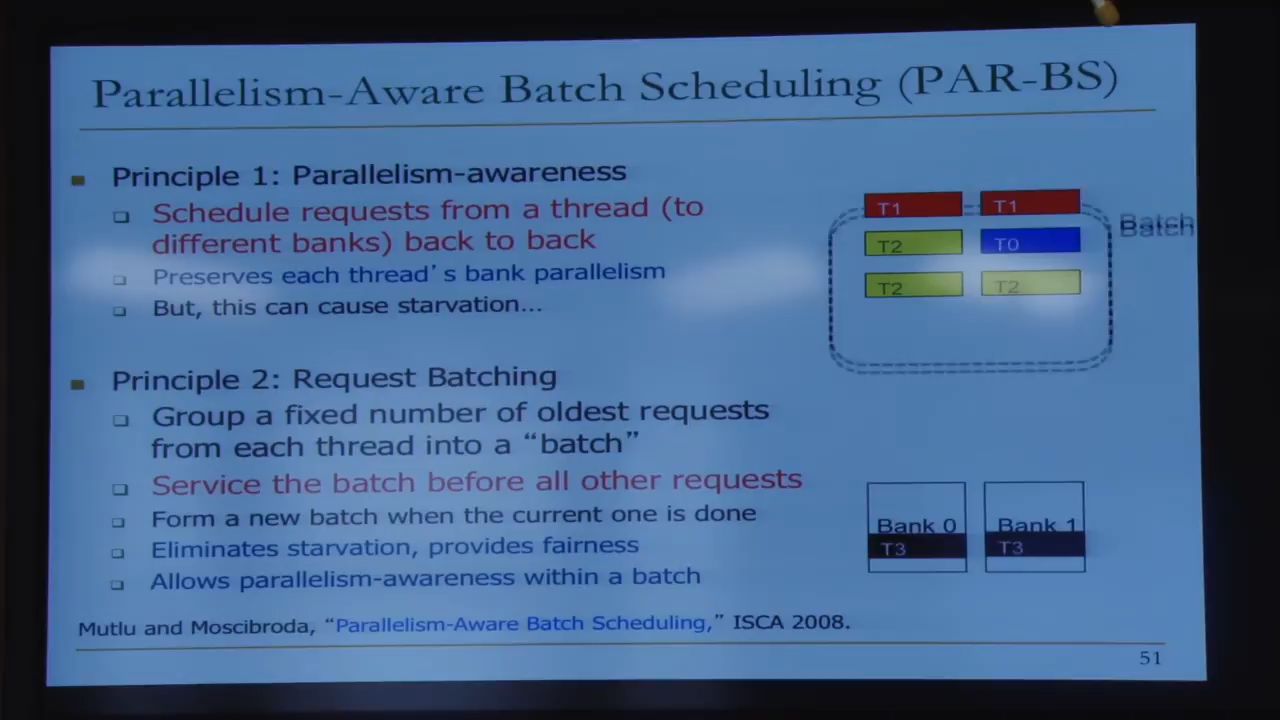 Parallelism-Aware Batch Scheduling (PAR-BS)
Principle 1: Parallelism-awareness
Schedule requests from a thread (to
different banks) back to back
Preserves each thread's bank parallelism
But, this can cause starvation...
Principle 2: Request Batching
Group a fixed number of oldest requests
from each thread into a “batch”
Service the batch before all other requests
Form a new batch when the current one is done
Eliminates starvation, provides fairness
Allows parallelism-awareness within a batch
Mutlu and Moscibroda, “Parallelism-Aware Batch Scheduling,” ISCA 2008.
T1 T1
Batch
Batch
T2 T0
T2 T2
Bank 0 Bank 1
T3 T3
51